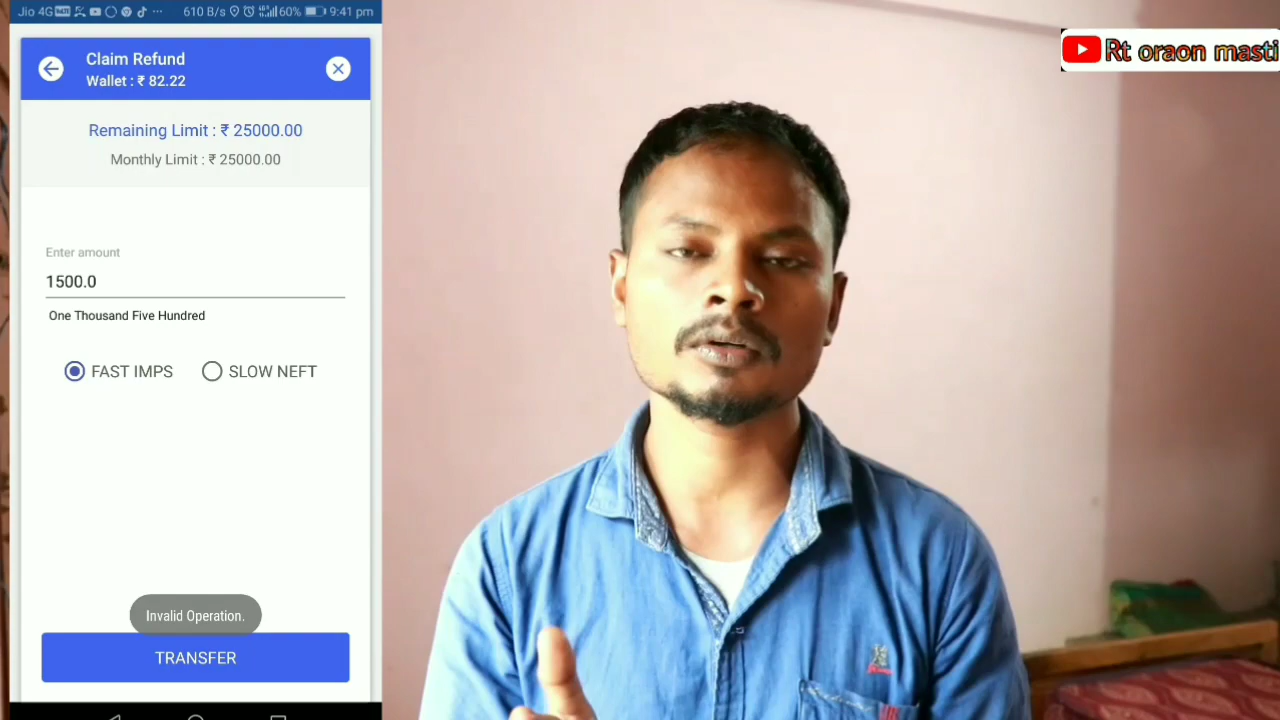 Jio 4G VoLTE ··· 610 B/s 60% 9:41 pm
Claim Refund
Wallet : ₹ 82.22
Remaining Limit : ₹ 25000.00
Monthly Limit : ₹ 25000.00
Enter amount
1500.0
One Thousand Five Hundred
FAST IMPS
SLOW NEFT
Invalid Operation.
TRANSFER
Rt oraon masti